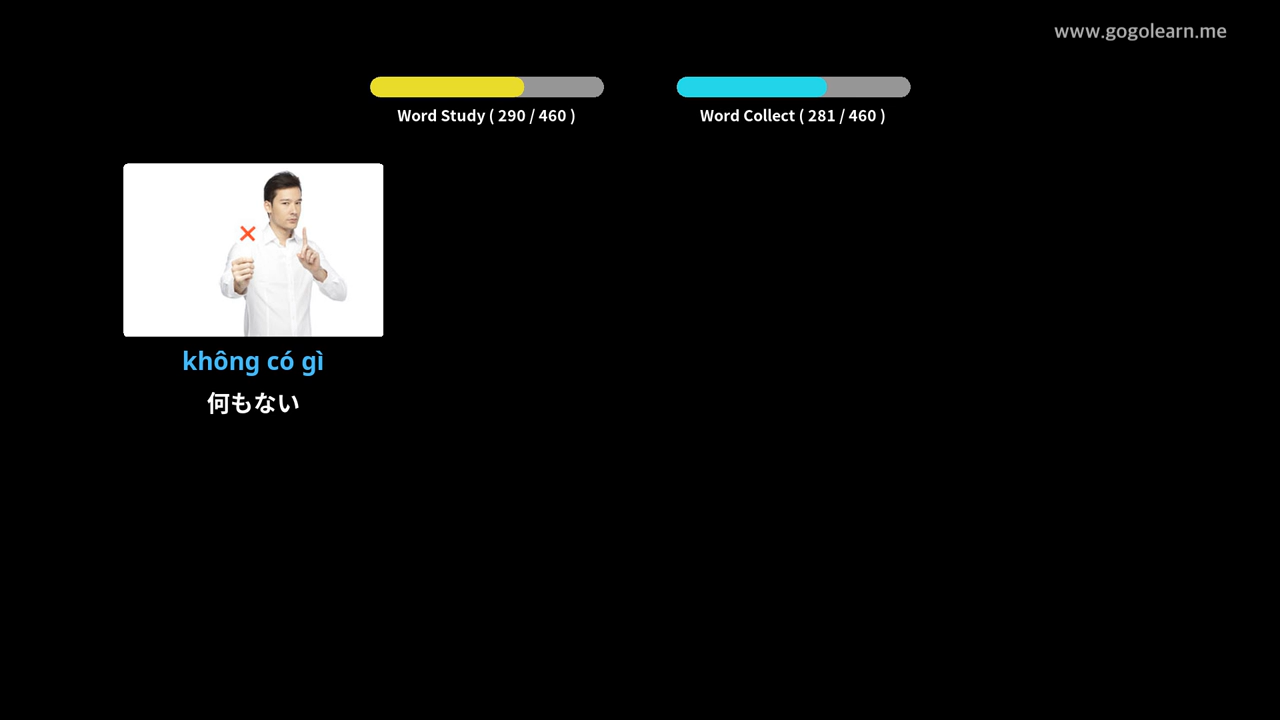 www.gogolearn.me
Word Study ( 290 / 460 )
Word Collect ( 281 / 460 )
không có gì
何もない